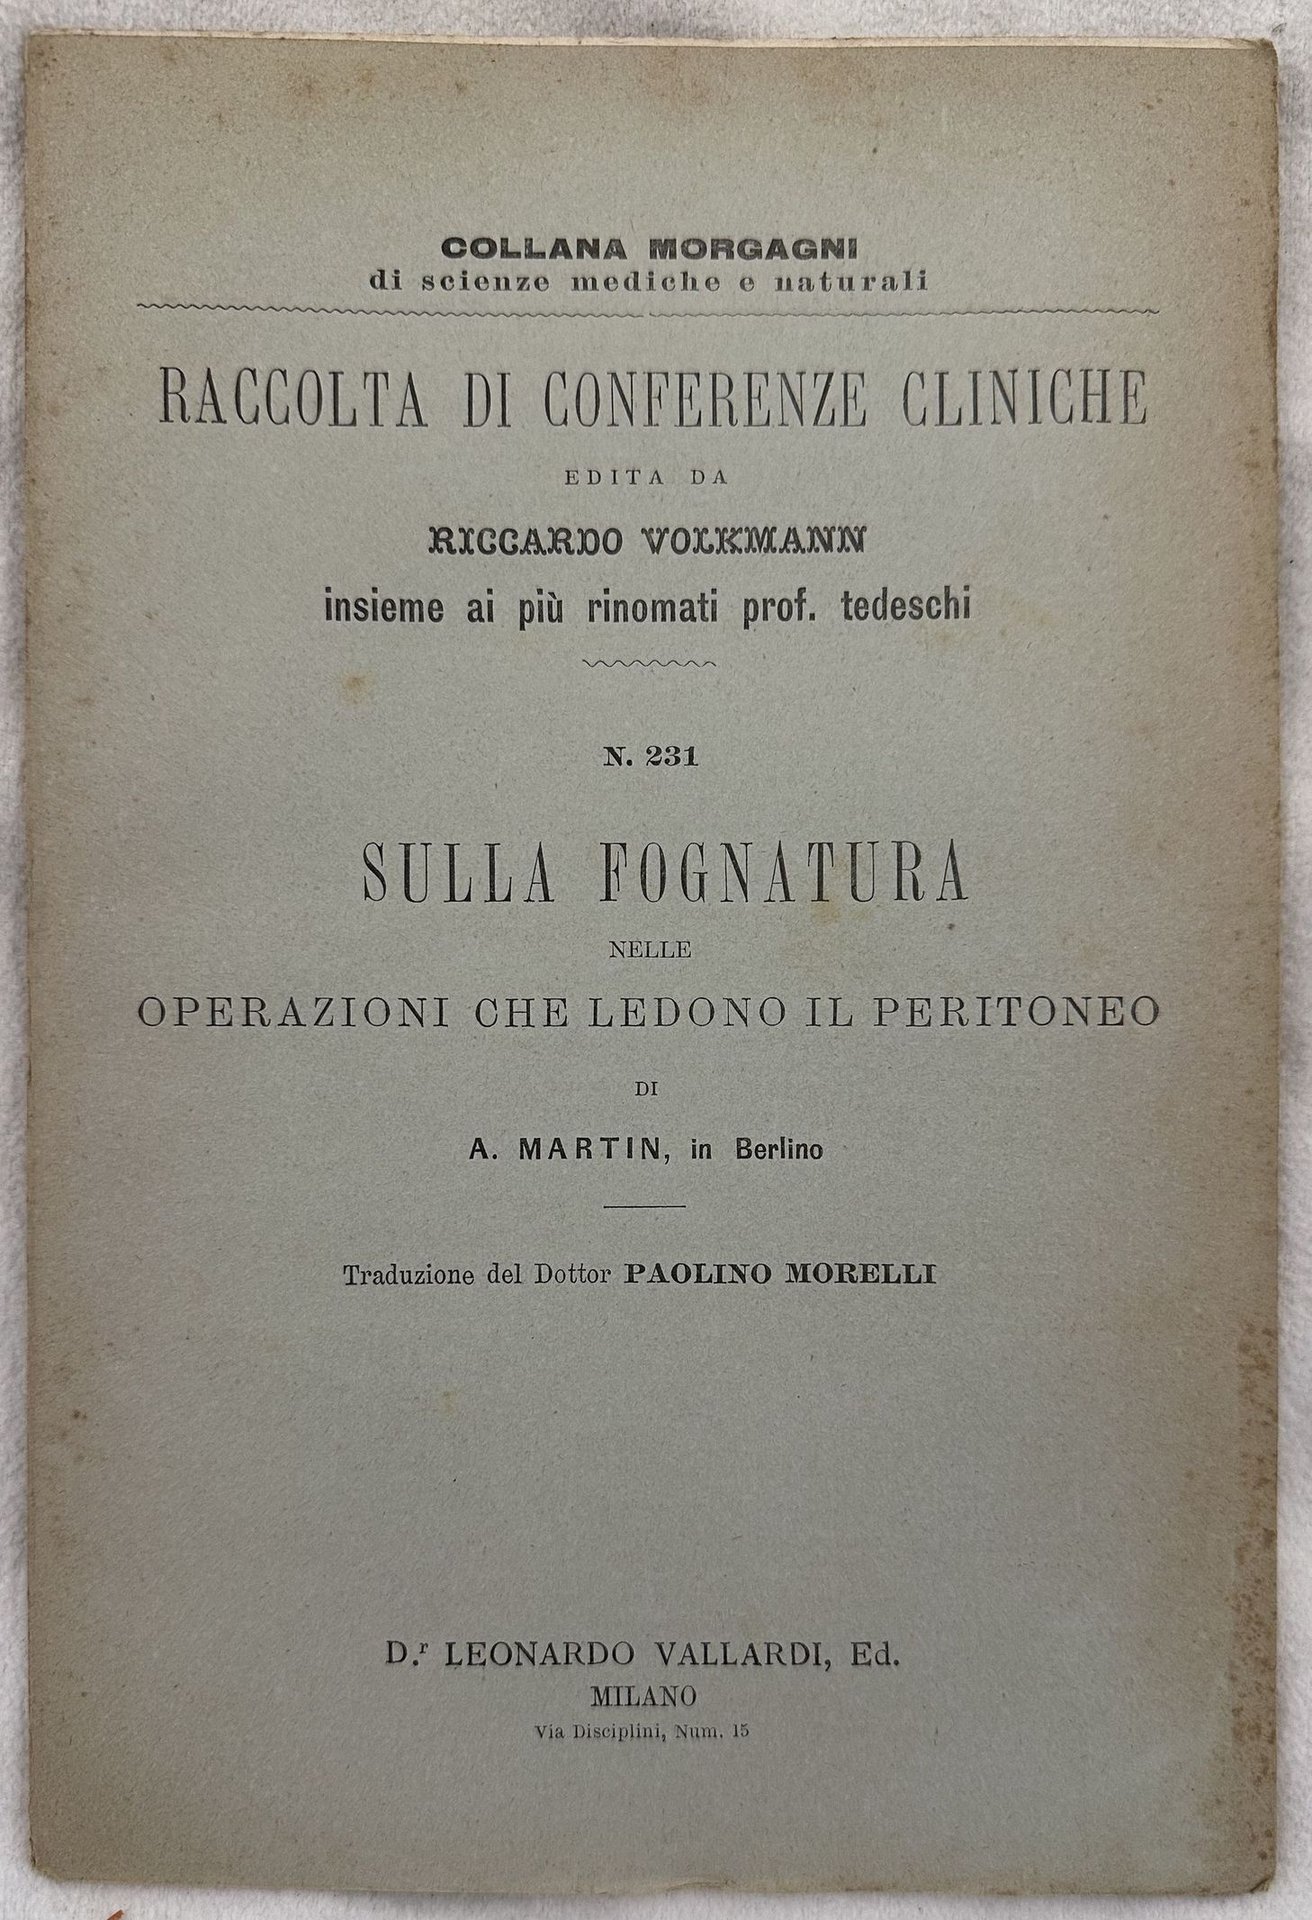 COLLANA MORGAGNI
di scienze mediche e naturali
RACCOLTA DI CONFERENZE CLINICHE
EDITA DA
RICCARDO VOLKMANN
insieme ai più rinomati prof. tedeschi
N. 231
SULLA FOGNATURA
NELLE
OPERAZIONI CHE LEDONO IL PERITONEO
DI
A. MARTIN, in Berlino
Traduzione del Dottor PAOLINO MORELLI
D.r LEONARDO VALLARDI, Ed.
MILANO
Via Disciplini, Num. 15